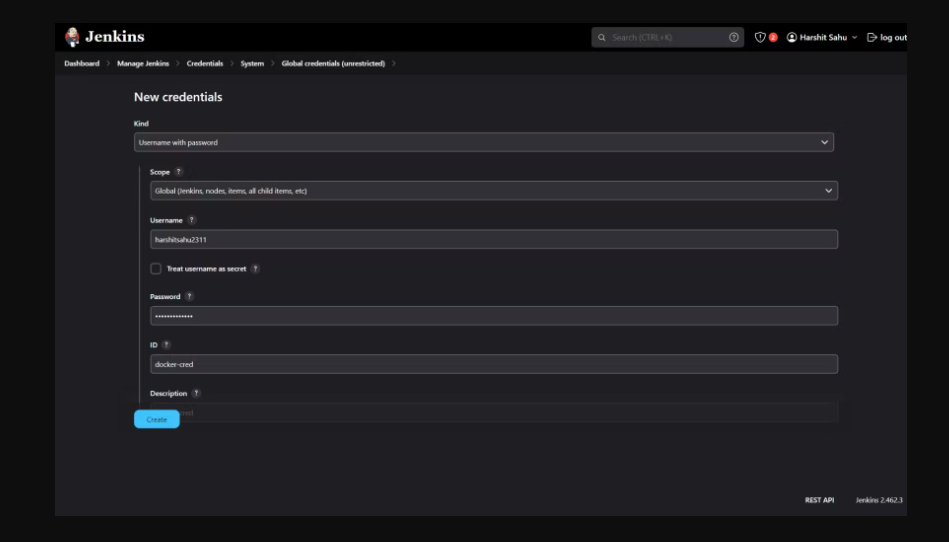 Jenkins
Search (CTRL+K)
2
Harshit Sahu
log out
Dashboard > Manage Jenkins > Credentials > System > Global credentials (unrestricted) >
New credentials
Kind
Username with password
Scope ?
Global (Jenkins, nodes, items, all child items, etc)
Username ?
harshitsahu2311
Treat username as secret ?
Password ?
•••••••••••••
ID ?
docker-cred
Description ?
Create
REST API
Jenkins 2.462.3